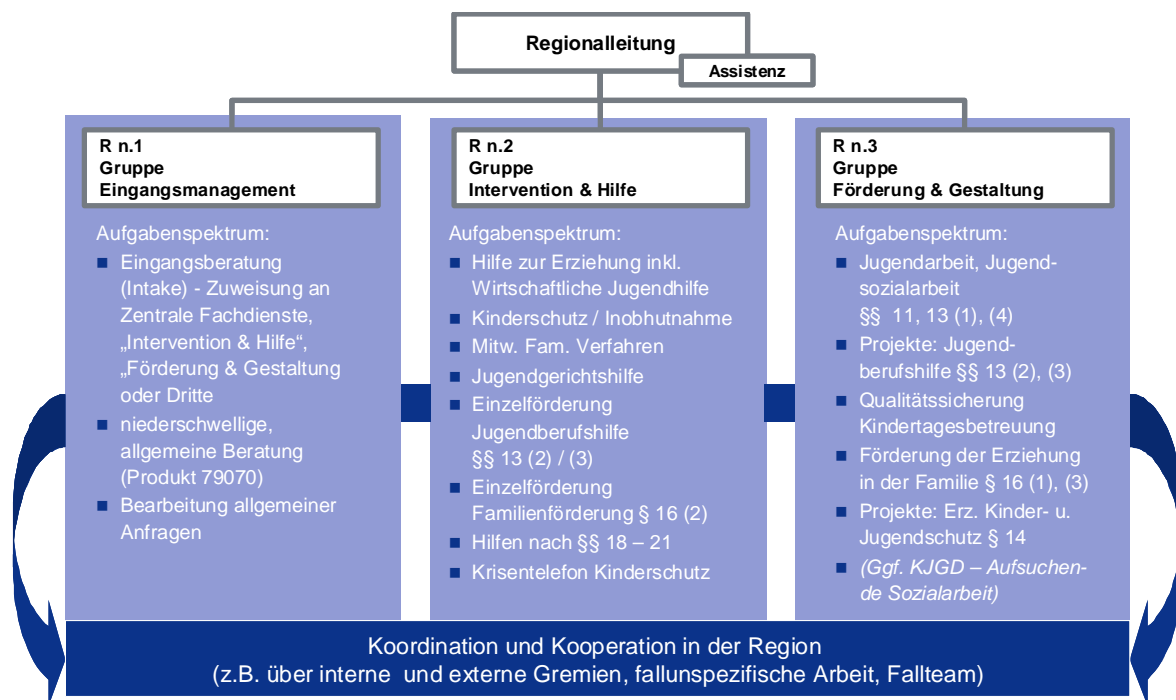 Regionalleitung
Assistenz
R n.1
Gruppe
Eingangsmanagement
Aufgabenspektrum:
Eingangsberatung
(Intake) - Zuweisung an
Zentrale Fachdienste,
„Intervention & Hilfe“,
„Förderung & Gestaltung
oder Dritte
niederschwellige,
allgemeine Beratung
(Produkt 79070)
Bearbeitung allgemeiner
Anfragen
R n.2
Gruppe
Intervention & Hilfe
Aufgabenspektrum:
Hilfe zur Erziehung inkl.
Wirtschaftliche Jugendhilfe
Kinderschutz / Inobhutnahme
Mitw. Fam. Verfahren
Jugendgerichtshilfe
Einzelförderung
Jugendberufshilfe
§§ 13 (2) / (3)
Einzelförderung
Familienförderung § 16 (2)
Hilfen nach §§ 18 – 21
Krisentelefon Kinderschutz
R n.3
Gruppe
Förderung & Gestaltung
Aufgabenspektrum:
Jugendarbeit, Jugend-
sozialarbeit
§§ 11, 13 (1), (4)
Projekte: Jugend-
berufshilfe §§ 13 (2), (3)
Qualitätssicherung
Kindertagesbetreuung
Förderung der Erziehung
in der Familie § 16 (1), (3)
Projekte: Erz. Kinder- u.
Jugendschutz § 14
(Ggf. KJGD – Aufsuchen-
de Sozialarbeit)
Koordination und Kooperation in der Region
(z.B. über interne und externe Gremien, fallunspezifische Arbeit, Fallteam)